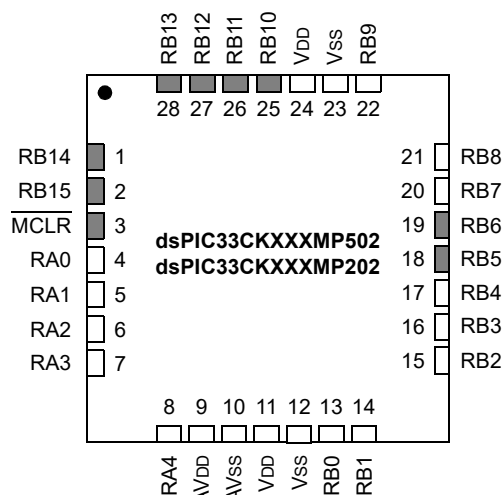 RB13 RB12 RB11 RB10 VDD VSS RB9
28 27 26 25 24 23 22
RB14 1
RB15 2
MCLR 3
RA0 4
RA1 5
RA2 6
RA3 7
dsPIC33CKXXXMP502
dsPIC33CKXXXMP202
21 RB8
20 RB7
19 RB6
18 RB5
17 RB4
16 RB3
15 RB2
8 9 10 11 12 13 14
RA4 AVDD AVSS VDD VSS RB0 RB1